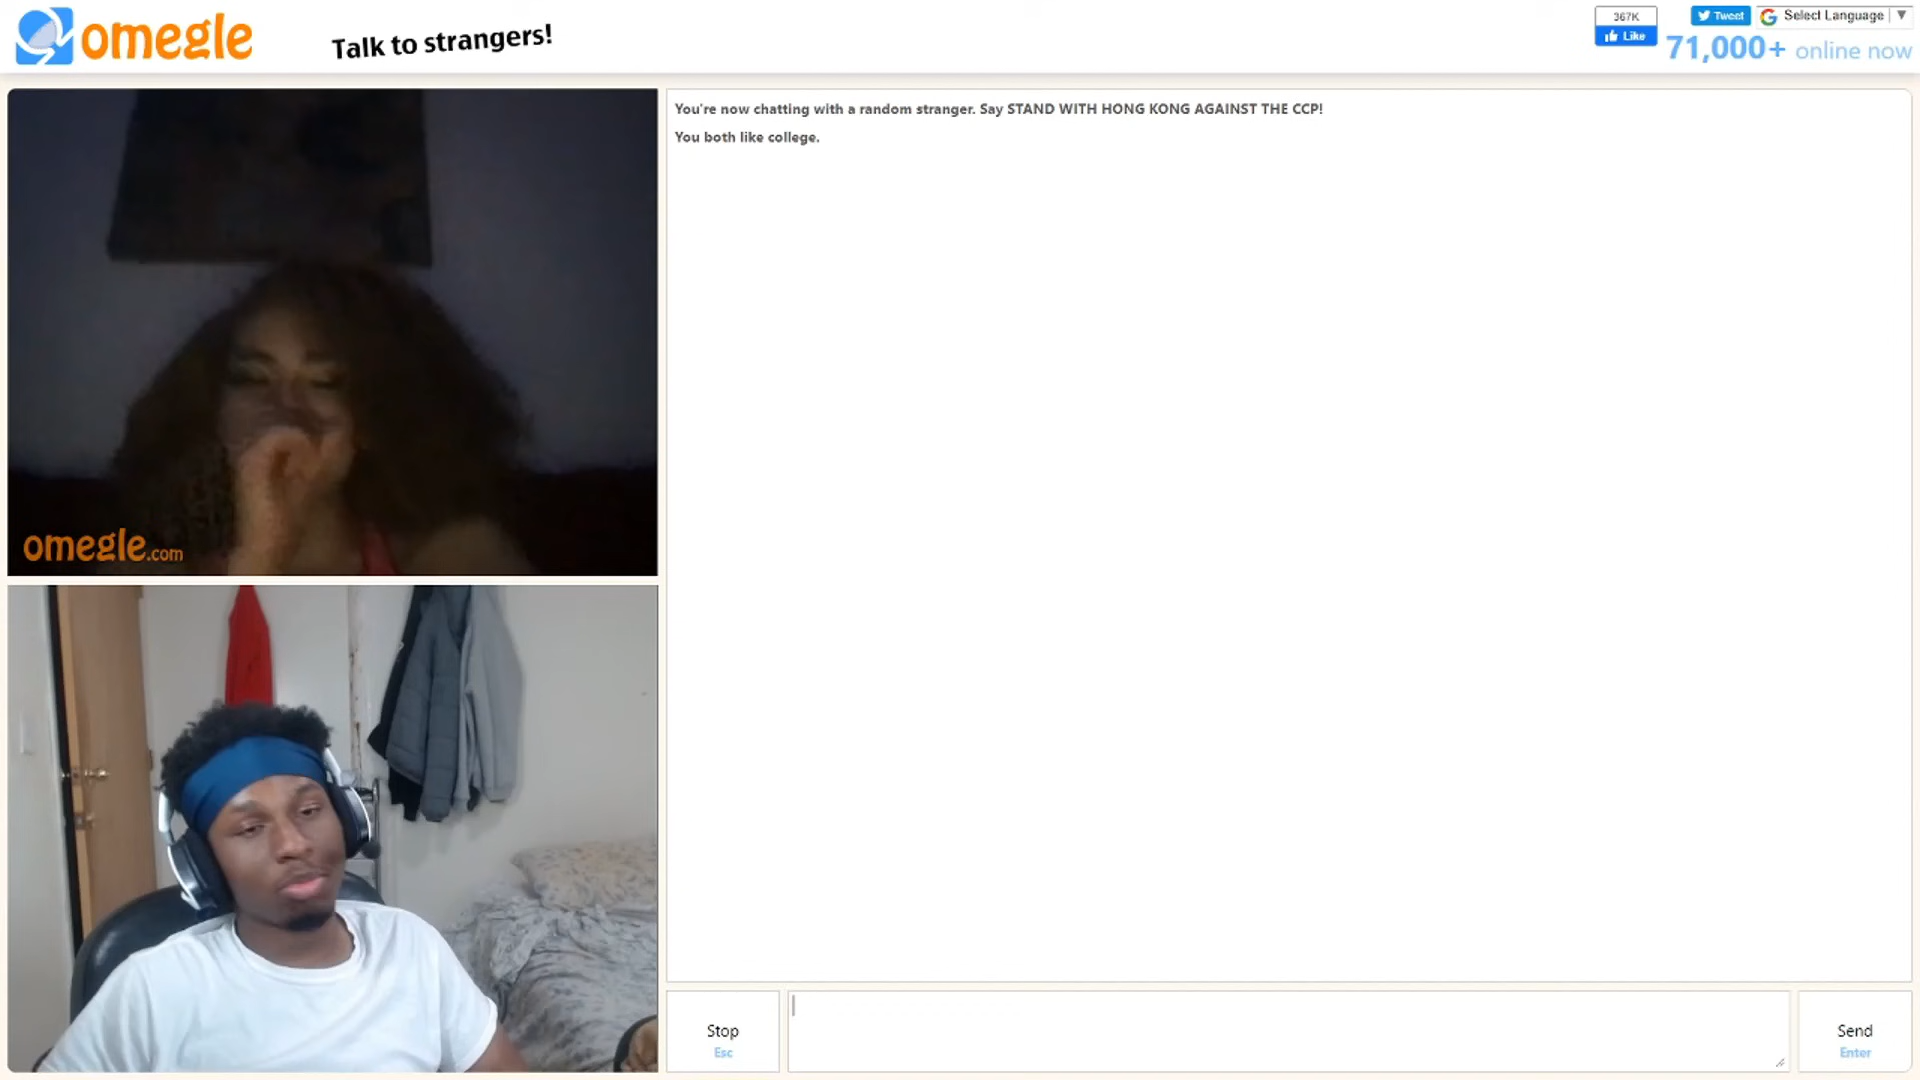 omegle
Talk to strangers!
367K
Like
Tweet
Select Language
71,000+ online now
You're now chatting with a random stranger. Say STAND WITH HONG KONG AGAINST THE CCP!
You both like college.
omegle.com
Stop
Esc
Send
Enter